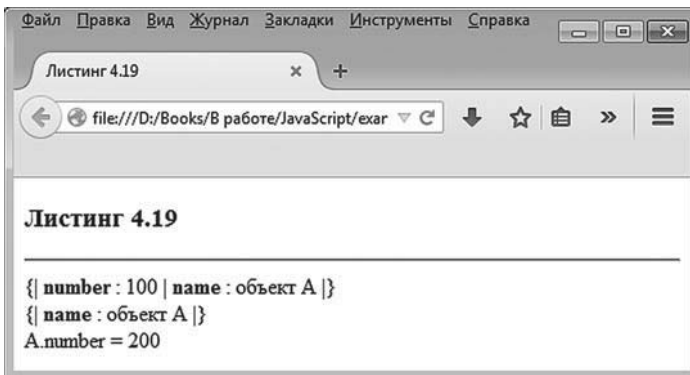 Файл Правка Вид Журнал Закладки Инструменты Справка
Листинг 4.19
file:///D:/Books/В работе/JavaScript/exar
Листинг 4.19
{| number : 100 | name : объект A |}
{| name : объект A |}
A.number = 200